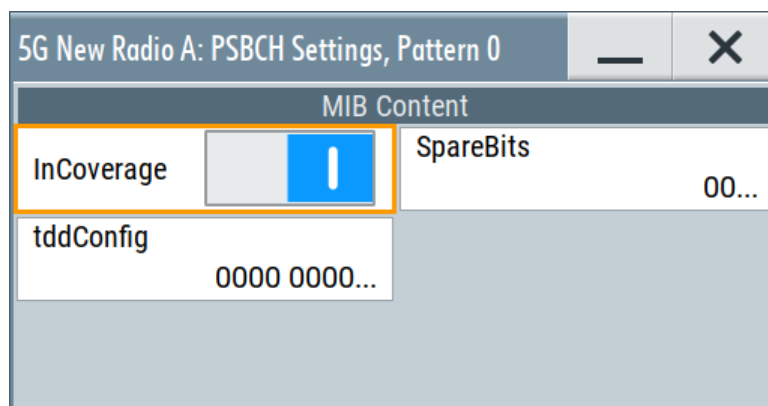 5G New Radio A: PSBCH Settings, Pattern 0
MIB Content
InCoverage
SpareBits
00...
tddConfig
0000 0000...